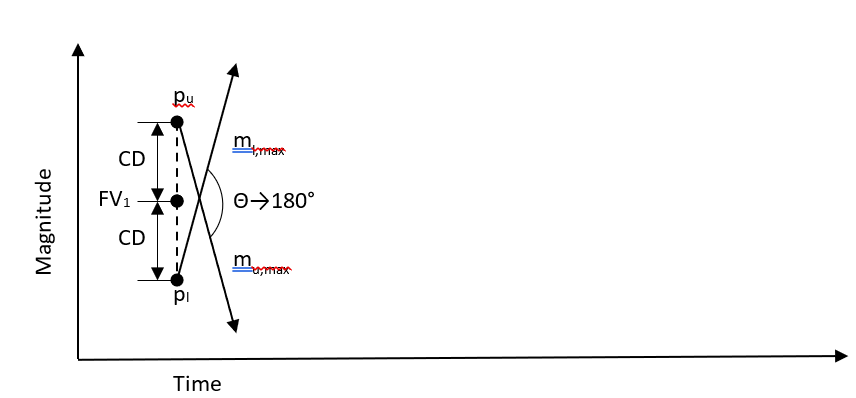 pu
ml,max
CD
FV1
Θ→180°
CD
mu,max
pl
Magnitude
Time